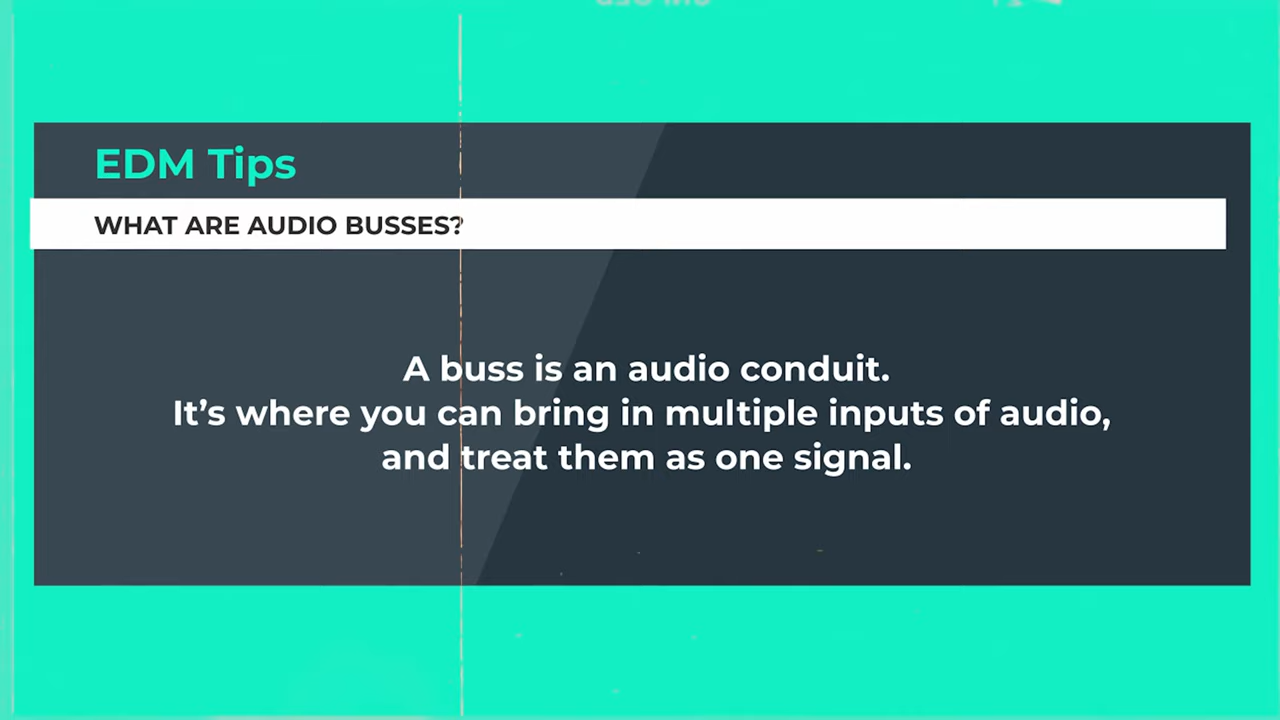 EDM Tips
WHAT ARE AUDIO BUSSES?
A buss is an audio conduit.
It’s where you can bring in multiple inputs of audio,
and treat them as one signal.